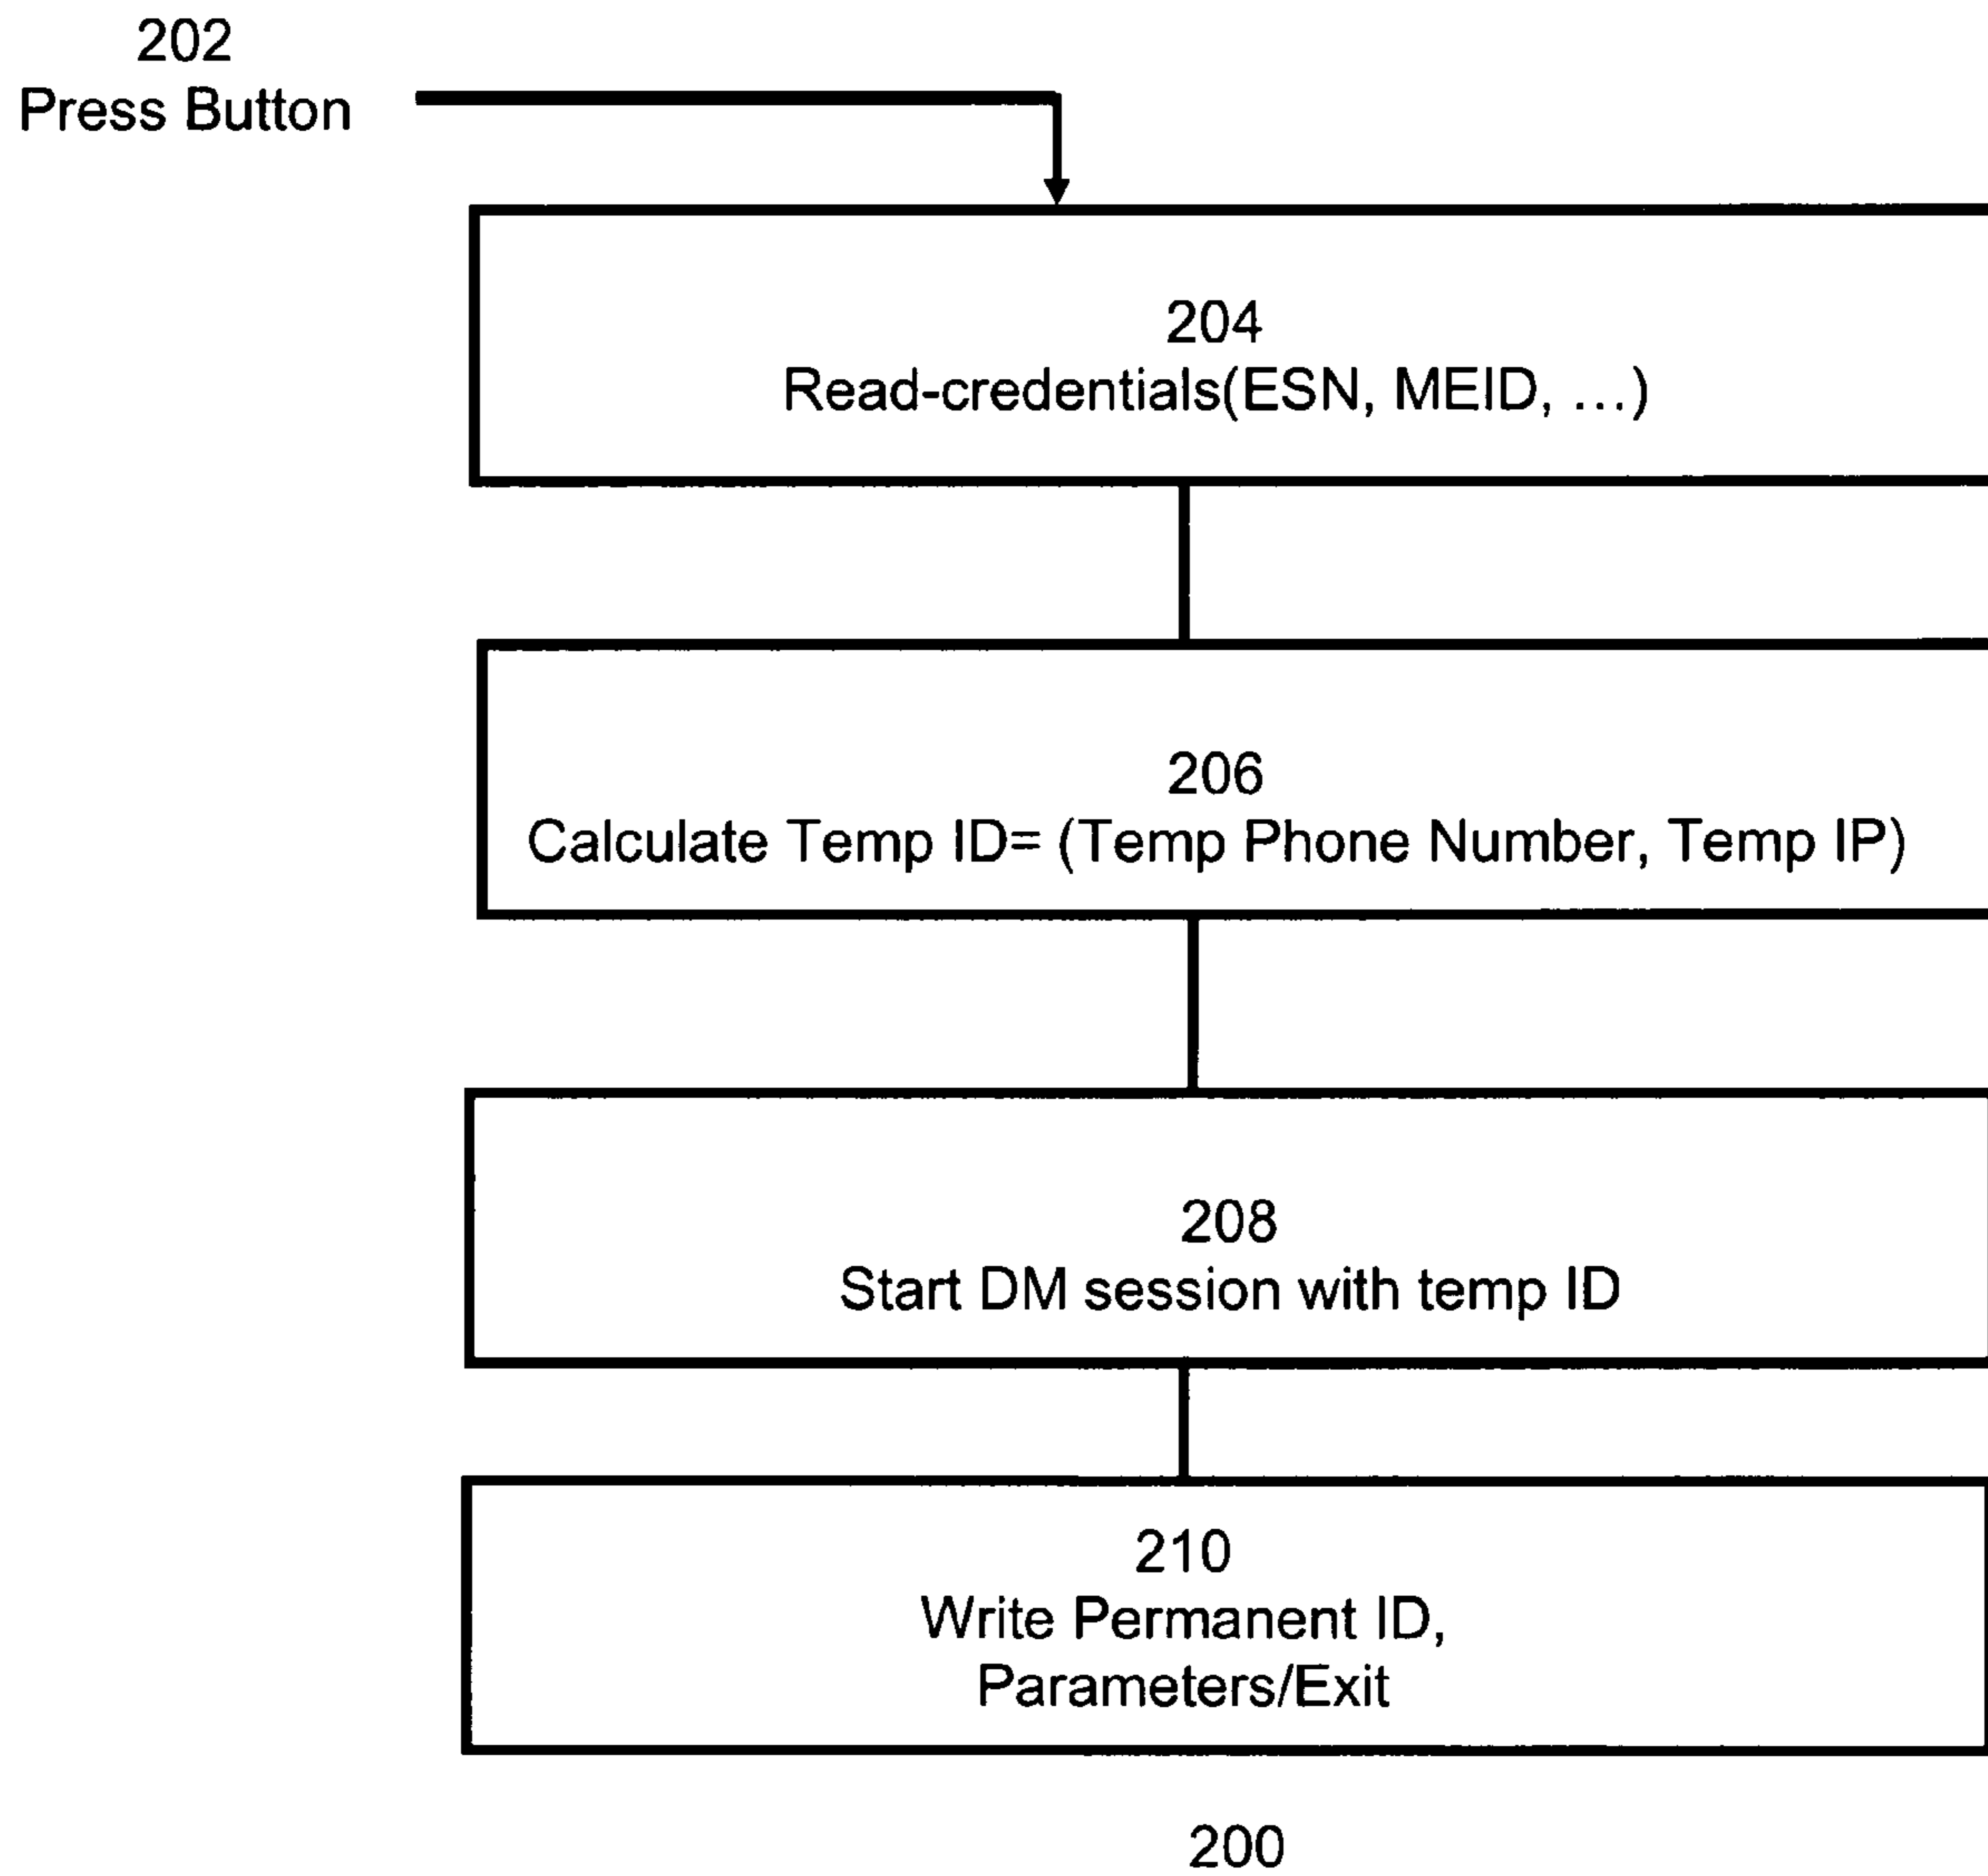 202
Press Button
204
Read-credentials(ESN, MEID, ...)
206
Calculate Temp ID= (Temp Phone Number, Temp IP)
208
Start DM session with temp ID
210
Write Permanent ID,
Parameters/Exit
200